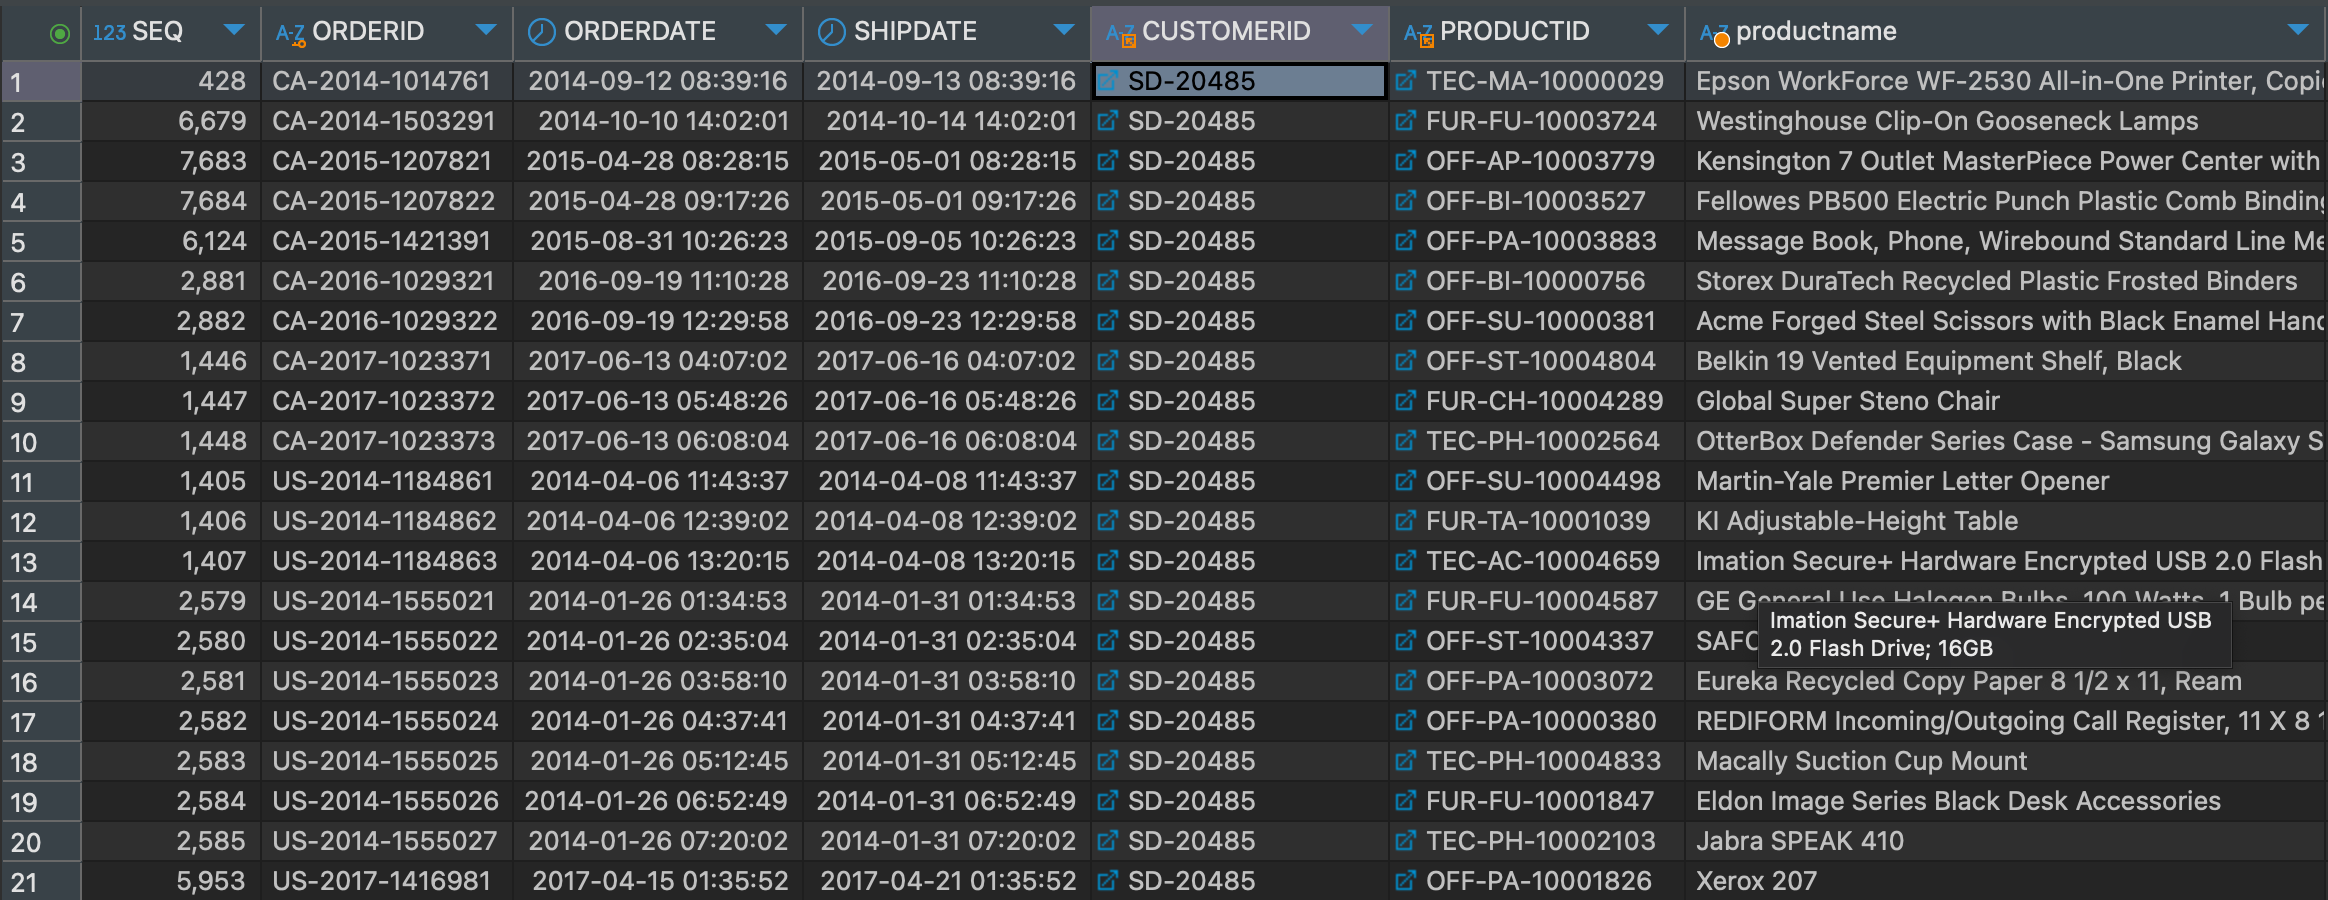 123 SEQ A-Z ORDERID ORDERDATE SHIPDATE A-Z CUSTOMERID A-Z PRODUCTID A-Z productname
1 428 CA-2014-1014761 2014-09-12 08:39:16 2014-09-13 08:39:16 SD-20485 TEC-MA-10000029 Epson WorkForce WF-2530 All-in-One Printer, Copi
2 6,679 CA-2014-1503291 2014-10-10 14:02:01 2014-10-14 14:02:01 SD-20485 FUR-FU-10003724 Westinghouse Clip-On Gooseneck Lamps
3 7,683 CA-2015-1207821 2015-04-28 08:28:15 2015-05-01 08:28:15 SD-20485 OFF-AP-10003779 Kensington 7 Outlet MasterPiece Power Center with
4 7,684 CA-2015-1207822 2015-04-28 09:17:26 2015-05-01 09:17:26 SD-20485 OFF-BI-10003527 Fellowes PB500 Electric Punch Plastic Comb Binding
5 6,124 CA-2015-1421391 2015-08-31 10:26:23 2015-09-05 10:26:23 SD-20485 OFF-PA-10003883 Message Book, Phone, Wirebound Standard Line Me
6 2,881 CA-2016-1029321 2016-09-19 11:10:28 2016-09-23 11:10:28 SD-20485 OFF-BI-10000756 Storex DuraTech Recycled Plastic Frosted Binders
7 2,882 CA-2016-1029322 2016-09-19 12:29:58 2016-09-23 12:29:58 SD-20485 OFF-SU-10000381 Acme Forged Steel Scissors with Black Enamel Hand
8 1,446 CA-2017-1023371 2017-06-13 04:07:02 2017-06-16 04:07:02 SD-20485 OFF-ST-10004804 Belkin 19 Vented Equipment Shelf, Black
9 1,447 CA-2017-1023372 2017-06-13 05:48:26 2017-06-16 05:48:26 SD-20485 FUR-CH-10004289 Global Super Steno Chair
10 1,448 CA-2017-1023373 2017-06-13 06:08:04 2017-06-16 06:08:04 SD-20485 TEC-PH-10002564 OtterBox Defender Series Case - Samsung Galaxy S
11 1,405 US-2014-1184861 2014-04-06 11:43:37 2014-04-08 11:43:37 SD-20485 OFF-SU-10004498 Martin-Yale Premier Letter Opener
12 1,406 US-2014-1184862 2014-04-06 12:39:02 2014-04-08 12:39:02 SD-20485 FUR-TA-10001039 KI Adjustable-Height Table
13 1,407 US-2014-1184863 2014-04-06 13:20:15 2014-04-08 13:20:15 SD-20485 TEC-AC-10004659 Imation Secure+ Hardware Encrypted USB 2.0 Flash
14 2,579 US-2014-1555021 2014-01-26 01:34:53 2014-01-31 01:34:53 SD-20485 FUR-FU-10004587 GE General Use Halogen Bulbs, 100 Watts, 1 Bulb pe
Imation Secure+ Hardware Encrypted USB
2.0 Flash Drive; 16GB
15 2,580 US-2014-1555022 2014-01-26 02:35:04 2014-01-31 02:35:04 SD-20485 OFF-ST-10004337 SAFC
16 2,581 US-2014-1555023 2014-01-26 03:58:10 2014-01-31 03:58:10 SD-20485 OFF-PA-10003072 Eureka Recycled Copy Paper 8 1/2 x 11, Ream
17 2,582 US-2014-1555024 2014-01-26 04:37:41 2014-01-31 04:37:41 SD-20485 OFF-PA-10000380 REDIFORM Incoming/Outgoing Call Register, 11 X 8 1
18 2,583 US-2014-1555025 2014-01-26 05:12:45 2014-01-31 05:12:45 SD-20485 TEC-PH-10004833 Macally Suction Cup Mount
19 2,584 US-2014-1555026 2014-01-26 06:52:49 2014-01-31 06:52:49 SD-20485 FUR-FU-10001847 Eldon Image Series Black Desk Accessories
20 2,585 US-2014-1555027 2014-01-26 07:20:02 2014-01-31 07:20:02 SD-20485 TEC-PH-10002103 Jabra SPEAK 410
21 5,953 US-2017-1416981 2017-04-15 01:35:52 2017-04-21 01:35:52 SD-20485 OFF-PA-10001826 Xerox 207